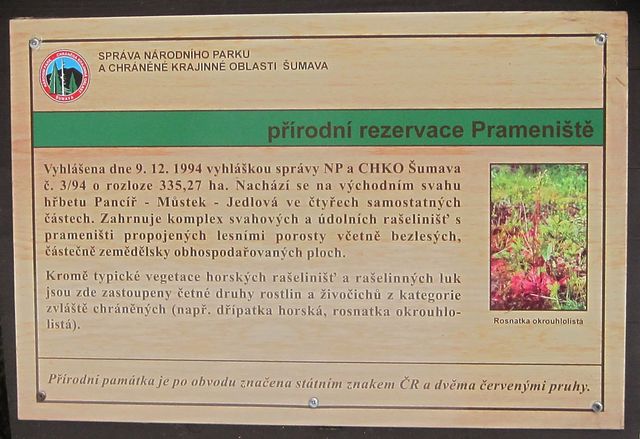 SPRÁVA NÁRODNÍHO PARKU
A CHRÁNĚNÉ KRAJINNÉ OBLASTI ŠUMAVA
přírodní rezervace Prameniště
Vyhlášena dne 9. 12. 1994 vyhláškou správy NP a CHKO Šumava
č. 3/94 o rozloze 335,27 ha. Nachází se na východním svahu
hřbetu Pancíř - Můstek - Jedlová ve čtyřech samostatných
částech. Zahrnuje komplex svahových a údolních rašelinišť s
prameništi propojených lesními porosty včetně bezlesých,
částečně zemědělsky obhospodařovaných ploch.
Kromě typické vegetace horských rašelinišť a rašelinných luk
jsou zde zastoupeny četné druhy rostlin a živočichů z kategorie
zvláště chráněných (např. dřípatka horská, rosnatka okrouhlo-
listá).
Rosnatka okrouhlolistá
Přírodní památka je po obvodu značena státním znakem ČR a dvěma červenými pruhy.